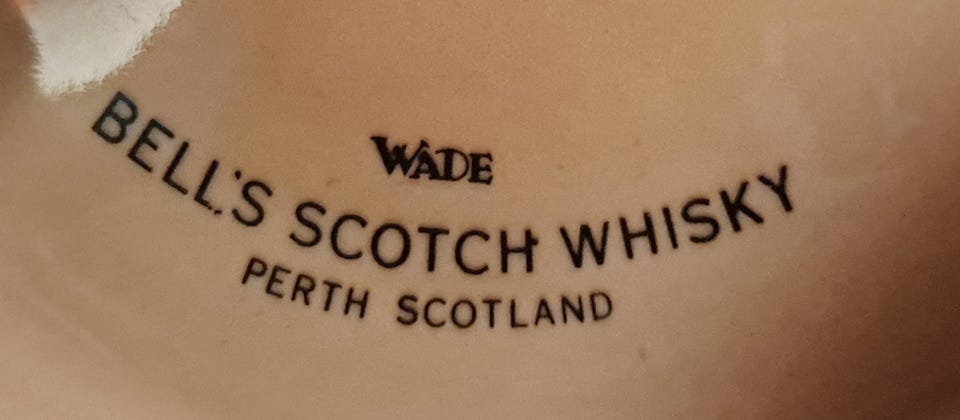 WADE
BELL'S SCOTCH WHISKY
PERTH SCOTLAND